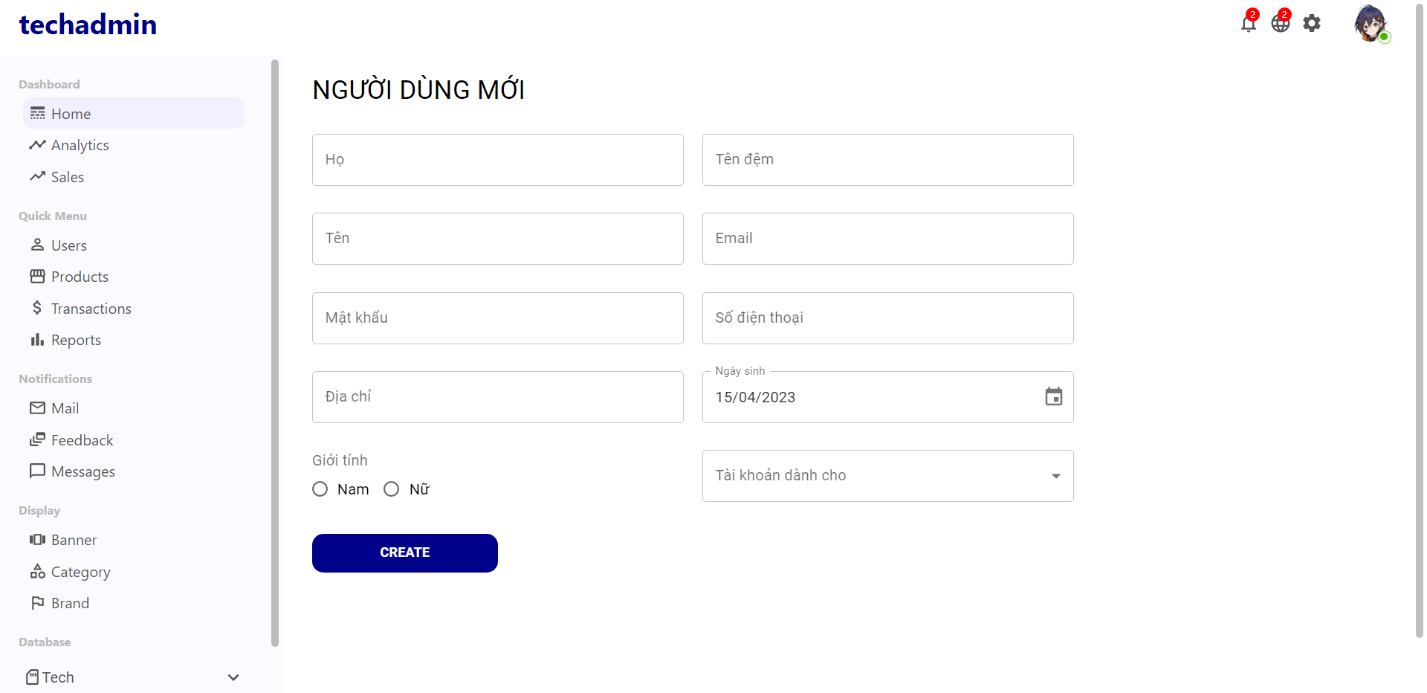 techadmin
2
2
Dashboard
Home
Analytics
Sales
Quick Menu
Users
Products
Transactions
Reports
Notifications
Mail
Feedback
Messages
Display
Banner
Category
Brand
Database
Tech
NGƯỜI DÙNG MỚI
Họ
Tên đệm
Tên
Email
Mật khẩu
Số điện thoại
Địa chỉ
Ngày sinh
15/04/2023
Giới tính
Nam
Nữ
Tài khoản dành cho
CREATE